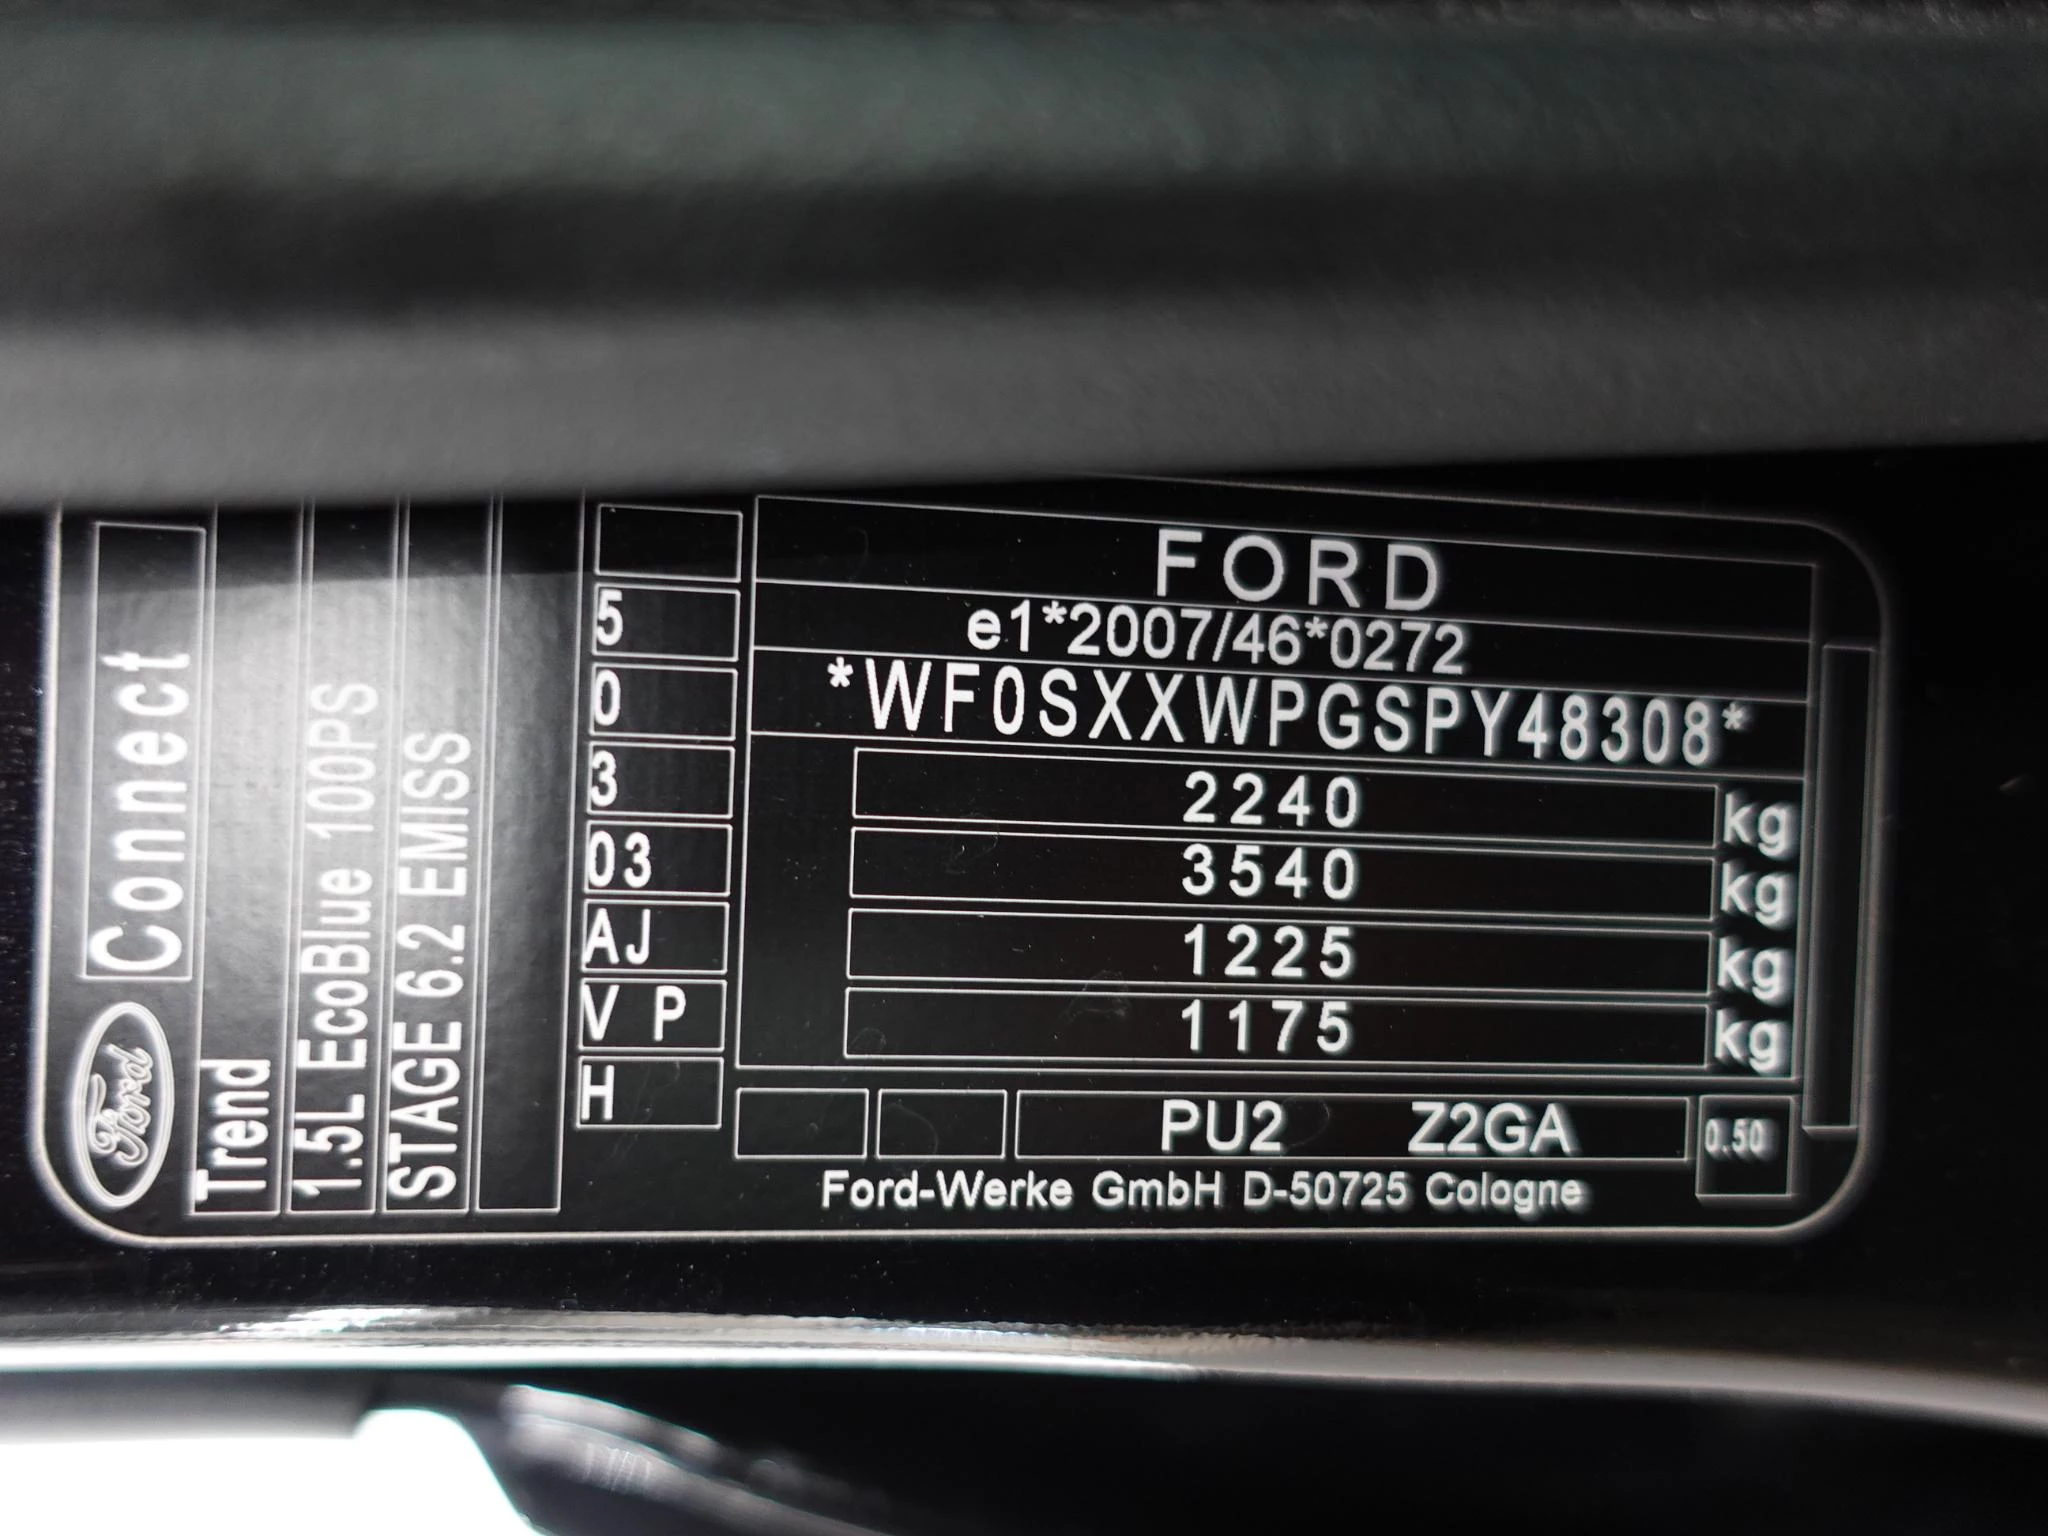 FORD
e1*2007/46*0272
*WF0SXXWPGSPY48308*
2240 kg
3540 kg
1225 kg
1175 kg
PU2 Z2GA 0.50
Ford-Werke GmbH D-50725 Cologne
5
0
3
03
AJ
V P
H
Ford Connect
Trend
1.5L EcoBlue 100PS
STAGE 6.2 EMISS